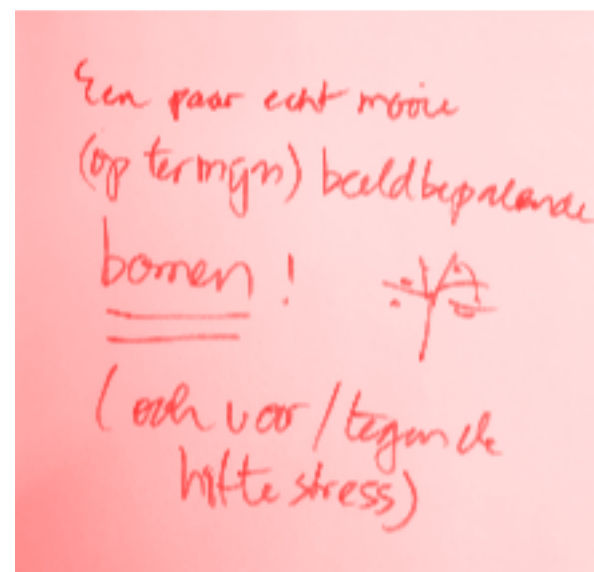 Een paar echt mooie
(op termijn) beeldbepalende
bomen!
(ook voor/tegen de
hitte stress)